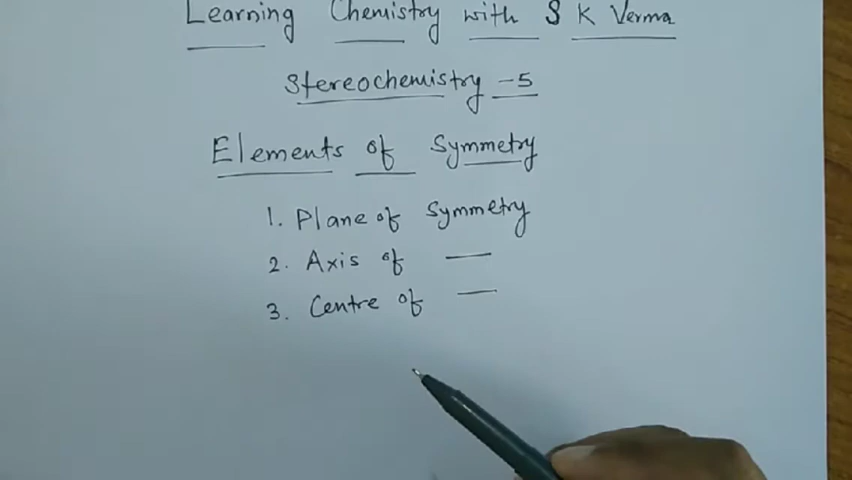 Learning Chemistry with S K Verma
Stereochemistry -5
Elements of Symmetry
1. Plane of Symmetry
2. Axis of —
3. Centre of —